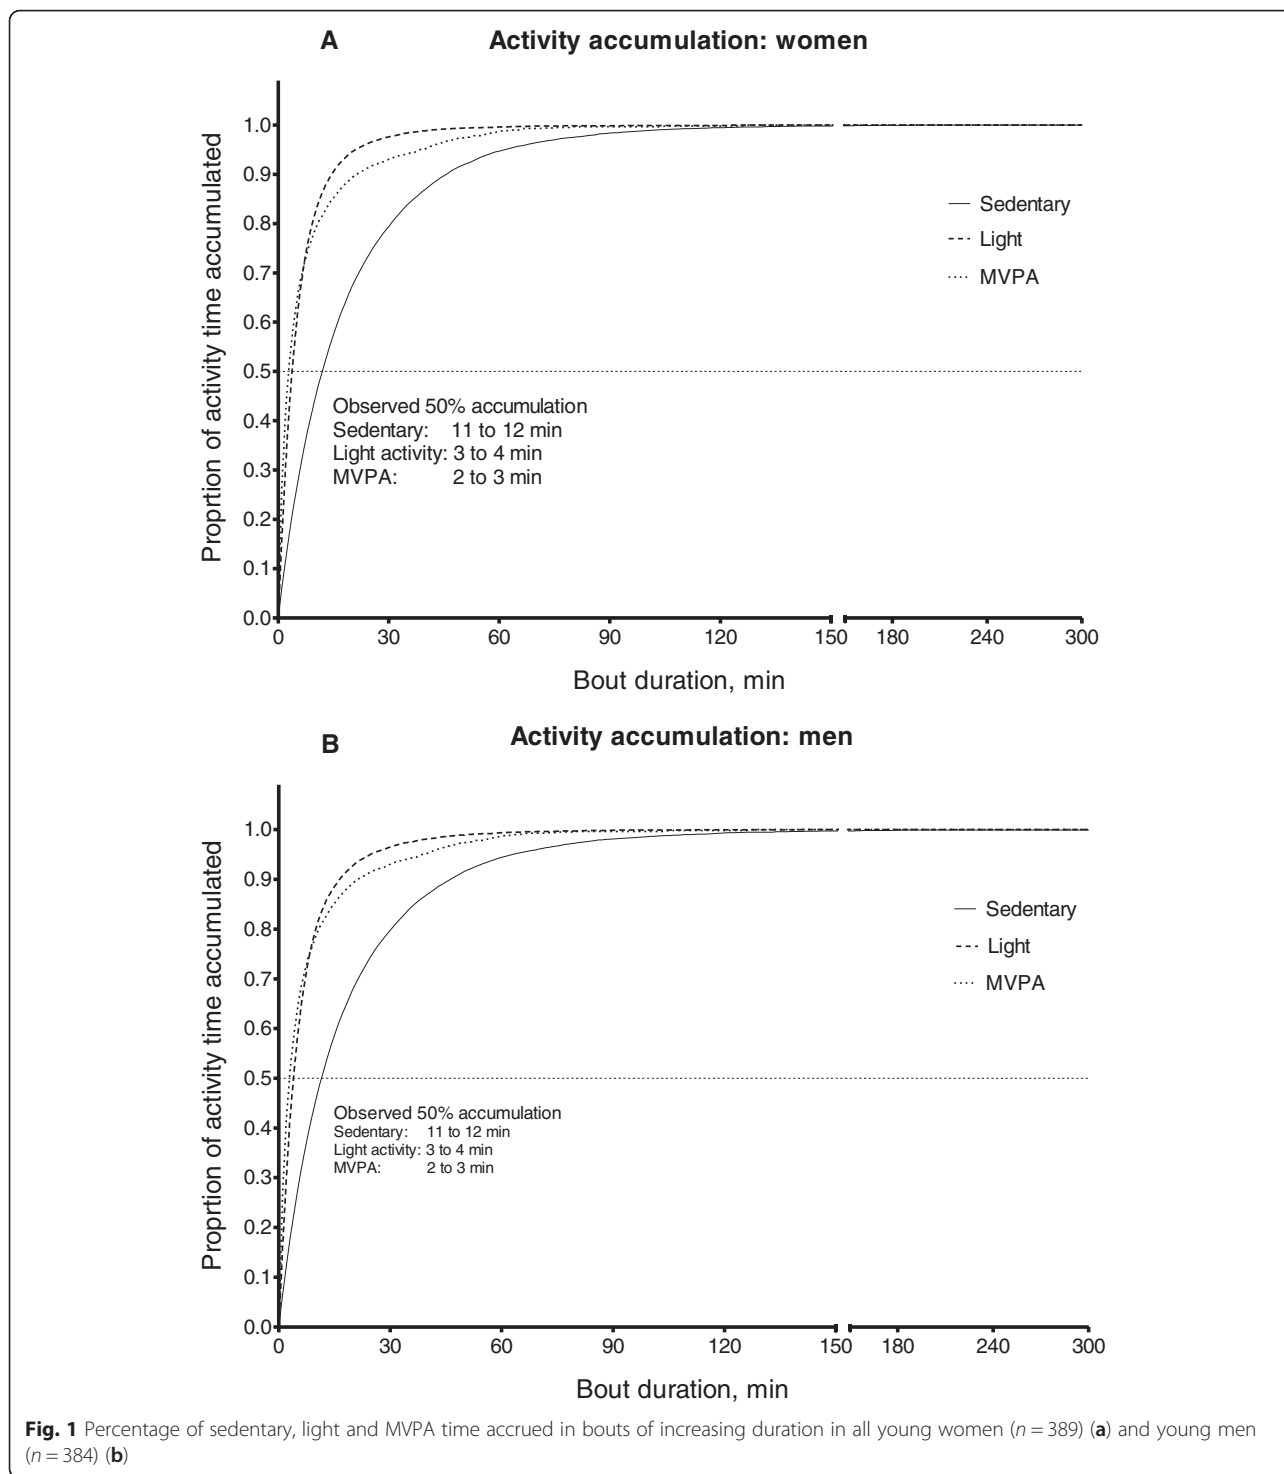 A
Activity accumulation: women
Proprtion of activity time accumulated
1.0
0.9
0.8
0.7
0.6
0.5
0.4
0.3
0.2
0.1
0.0
Sedentary
Light
MVPA
Observed 50% accumulation
Sedentary: 11 to 12 min
Light activity: 3 to 4 min
MVPA: 2 to 3 min
0 30 60 90 120 150 180 240 300
Bout duration, min
B
Activity accumulation: men
Proprtion of activity time accumulated
1.0
0.9
0.8
0.7
0.6
0.5
0.4
0.3
0.2
0.1
0.0
Sedentary
Light
MVPA
Observed 50% accumulation
Sedentary: 11 to 12 min
Light activity: 3 to 4 min
MVPA: 2 to 3 min
0 30 60 90 120 150 180 240 300
Bout duration, min
Fig. 1 Percentage of sedentary, light and MVPA time accrued in bouts of increasing duration in all young women (n = 389) (a) and young men
(n = 384) (b)